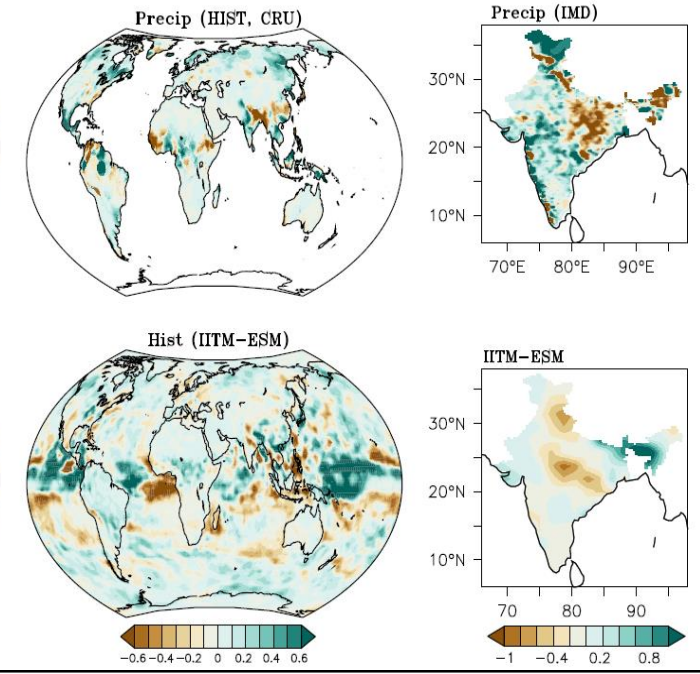 Precip (HIST, CRU)
Precip (IMD)
30°N
20°N
10°N
70°E 80°E 90°E
Hist (IITM-ESM)
IITM-ESM
30°N
20°N
10°N
70 80 90
-0.6 -0.4 -0.2 0 0.2 0.4 0.6
-1 -0.4 0.2 0.8